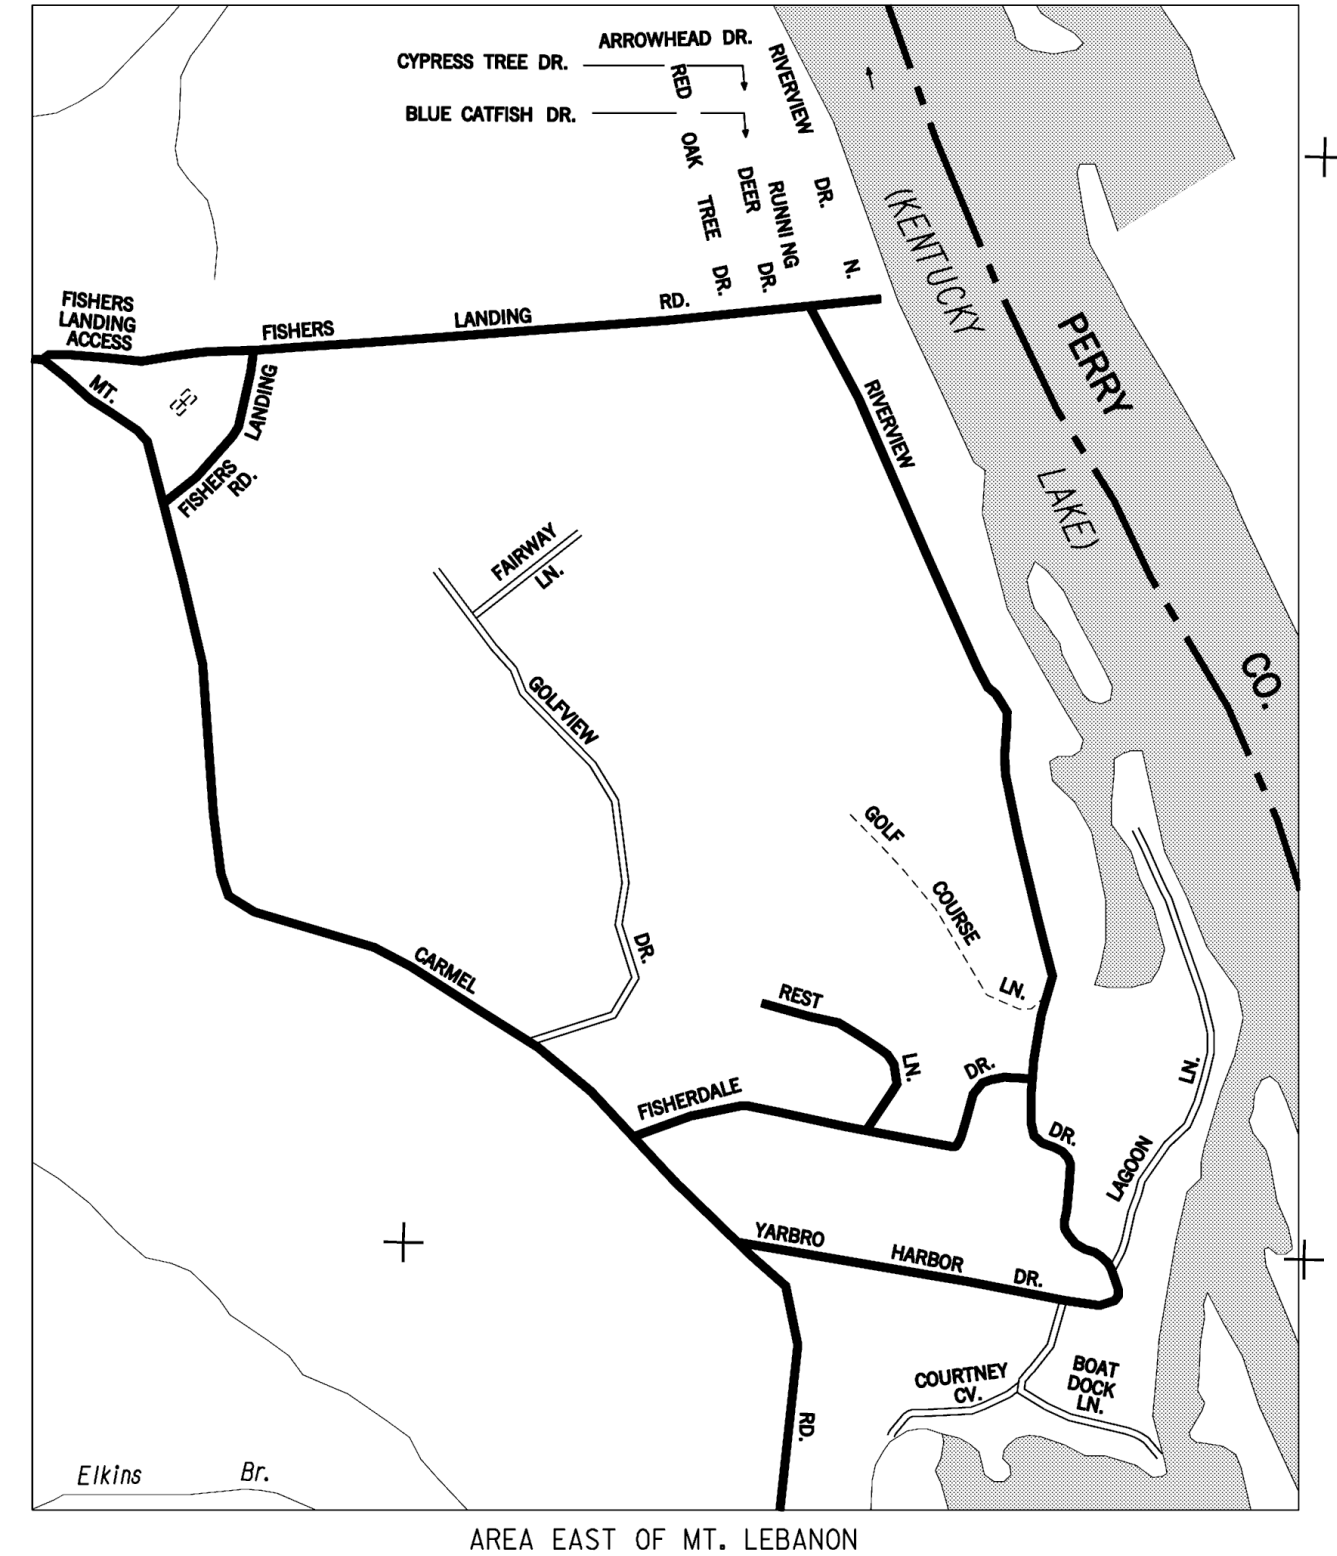 ARROWHEAD DR.
CYPRESS TREE DR.
BLUE CATFISH DR.
RED OAK TREE DR.
DEER DR.
RUNNI NG
RIVERVIEW DR. N.
(KENTUCKY LAKE)
PERRY CO.
FISHERS
LANDING
ACCESS
FISHERS LANDING RD.
MT. CARMEL RD.
FISHERS LANDING
RD.
RIVERVIEW DR.
FAIRWAY
LN.
GOLFVIEW DR.
GOLF COURSE LN.
REST LN.
FISHERDALE DR.
LAGOON LN.
YARBRO HARBOR DR.
COURTNEY
CV.
BOAT
DOCK
LN.
Elkins Br.
AREA EAST OF MT. LEBANON